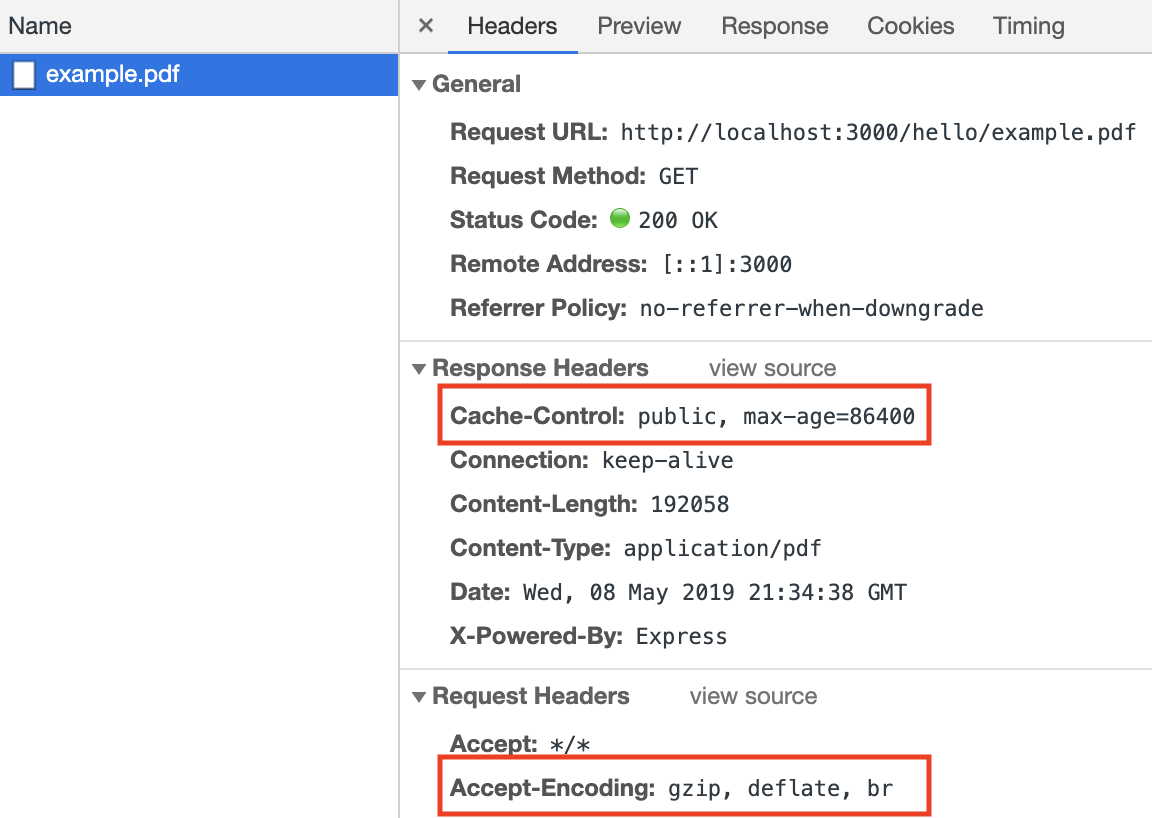 Name
× Headers Preview Response Cookies Timing
example.pdf
▼ General
Request URL: http://localhost:3000/hello/example.pdf
Request Method: GET
Status Code: 200 OK
Remote Address: [::1]:3000
Referrer Policy: no-referrer-when-downgrade
▼ Response Headers view source
Cache-Control: public, max-age=86400
Connection: keep-alive
Content-Length: 192058
Content-Type: application/pdf
Date: Wed, 08 May 2019 21:34:38 GMT
X-Powered-By: Express
▼ Request Headers view source
Accept: */*
Accept-Encoding: gzip, deflate, br